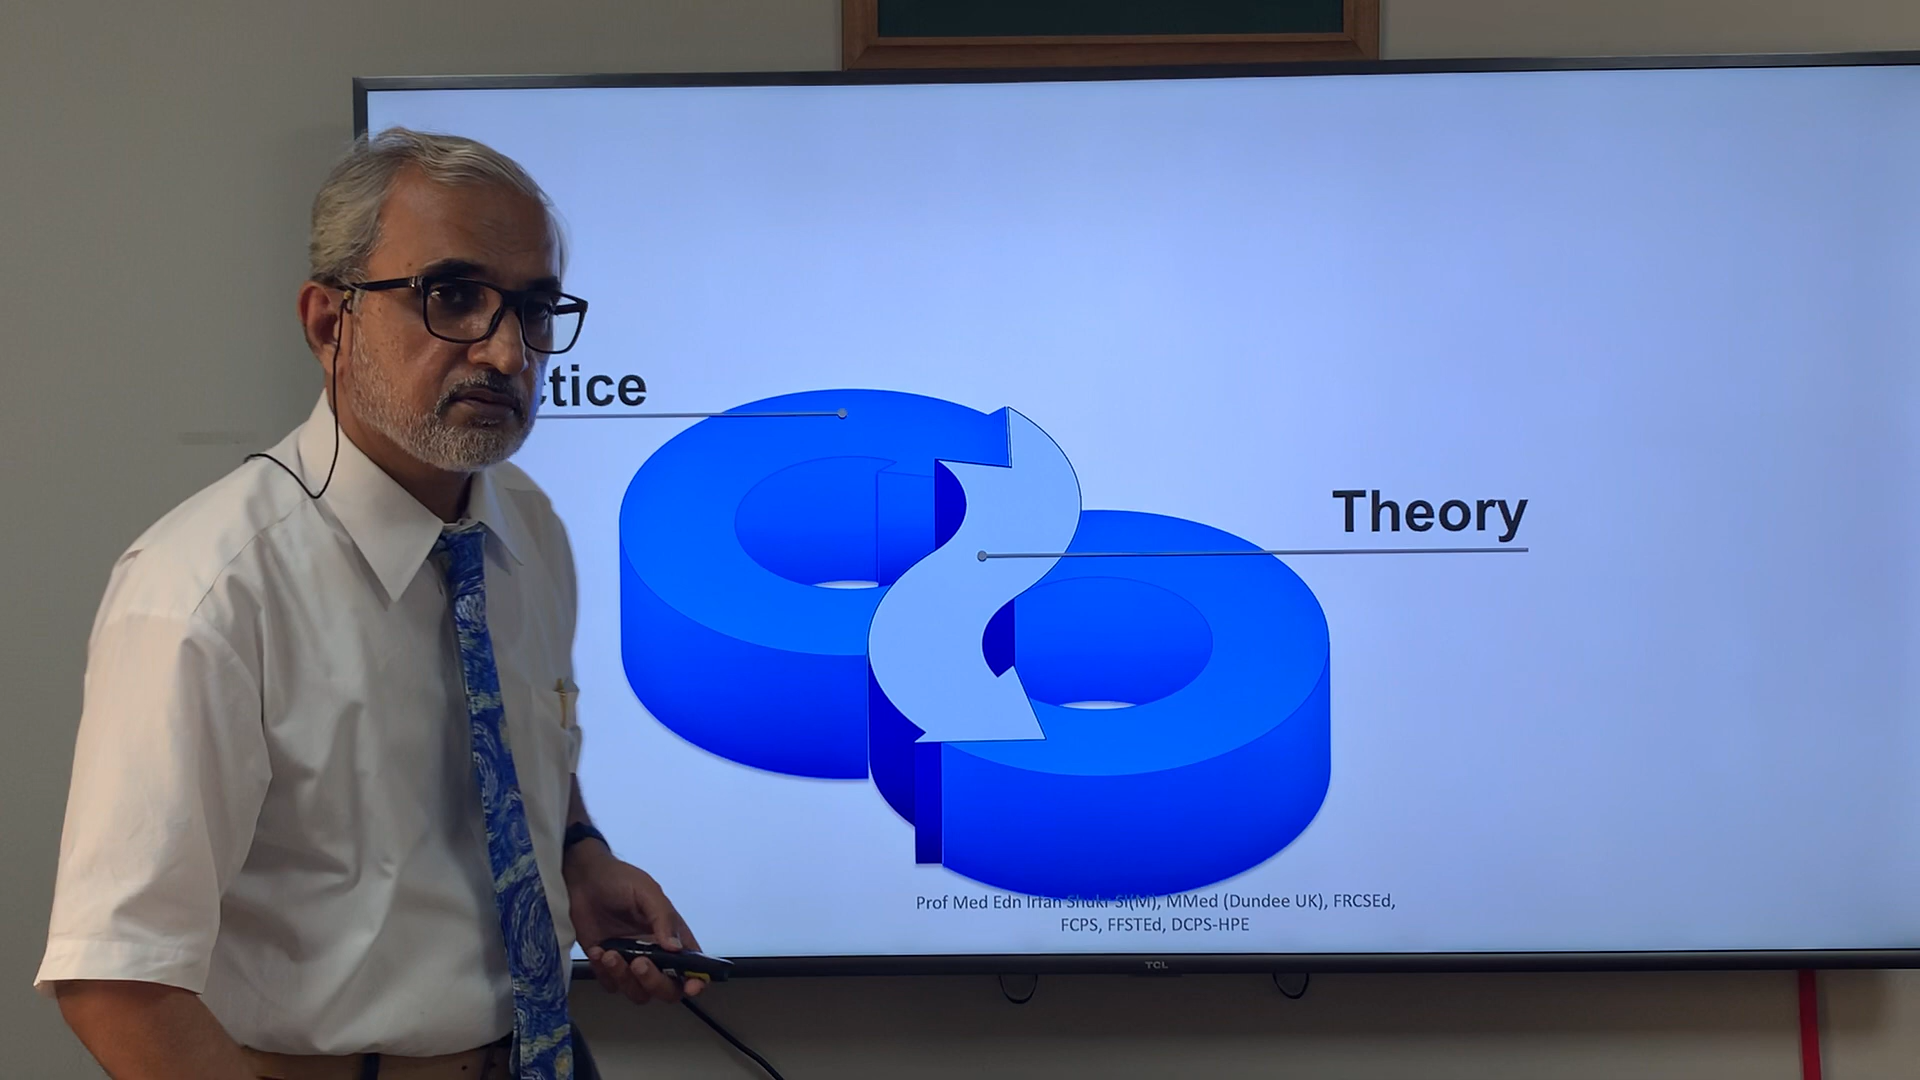 ctice
Theory
Prof Med Edn Irfan Shukr SI(M), MMed (Dundee UK), FRCSEd,
FCPS, FFSTEd, DCPS-HPE
TCL